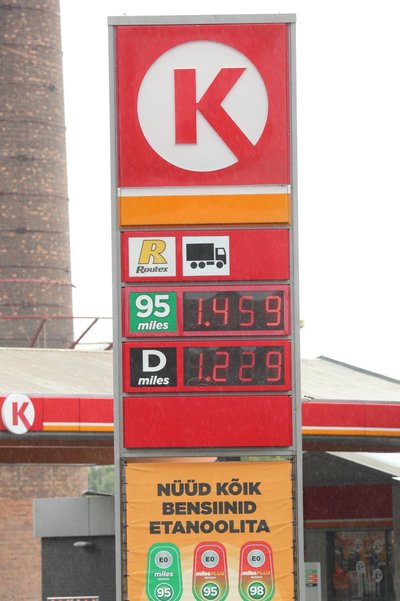 K
R
Routex
95
miles
1.459
D
miles
1.229
K
NÜÜD KÕIK
BENSIINID
ETANOOLITA
E0 E0 E0
miles milesPLUS milesPLUS
95 95 98